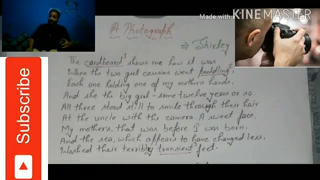 A Photograph
Made with KINEMASTER
⇒ Shirley
The cardboard shows me how it was
When the two girl cousins went paddling,
Each one holding one of my mother's hands,
And she the big girl - some twelve years or so.
All three stood still to smile through their hair
At the uncle with the camera. A sweet face,
My mother's, that was before I was born.
And the sea, which appears to have changed less,
Washed their terribly transient feet.
SUBSCRIBE